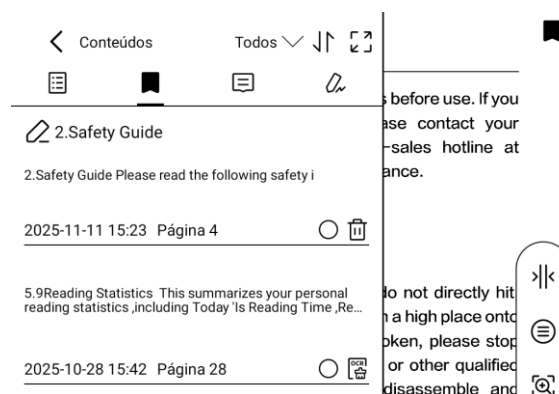 Conteúdos
Todos
2.Safety Guide
2.Safety Guide Please read the following safety i
2025-11-11 15:23 Página 4
5.9Reading Statistics This summarizes your personal
reading statistics ,including Today 'Is Reading Time ,Re...
2025-10-28 15:42 Página 28
OCR
before use. If you
ase contact your
-sales hotline at
ance.
do not directly hit
a high place onto
oken, please stop
or other qualified
disassemble and